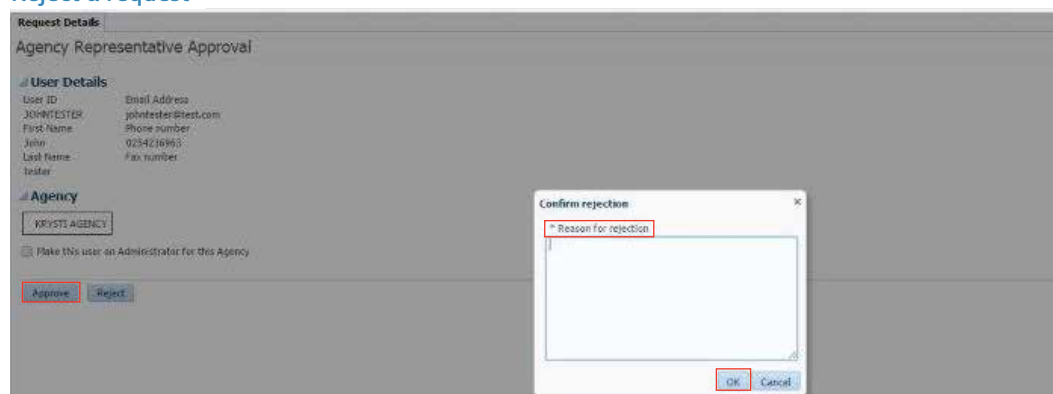 Reject a request
Request Details
Agency Representative Approval
User Details
User ID Email Address
JOHNTESTER johntester@test.com
First Name Phone number
John 0254236963
Last Name Fax number
tester
Agency
KRYSTS AGENCY
Make this user an Administrator for this Agency
Approve Reject
Confirm rejection ×
* Reason for rejection
OK Cancel